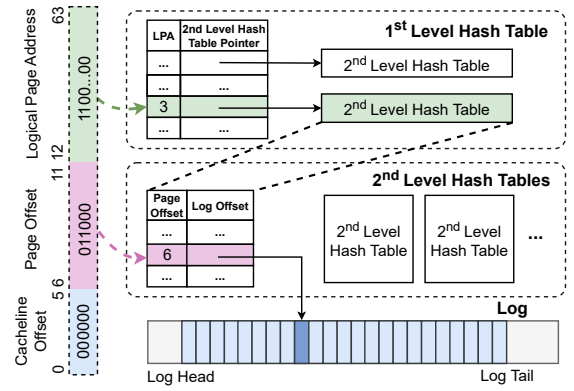 63
Logical Page Address
1100...00
12
11
Page Offset
011000
6
5
Cacheline
Offset
000000
0
1st Level Hash Table
LPA
2nd Level Hash
Table Pointer
... ...
... ...
3
... ...
2nd Level Hash Table
2nd Level Hash Table
2nd Level Hash Tables
Page
Offset
Log Offset
... ...
6
... ...
2nd Level
Hash Table
2nd Level
Hash Table
...
Log
Log Head
Log Tail